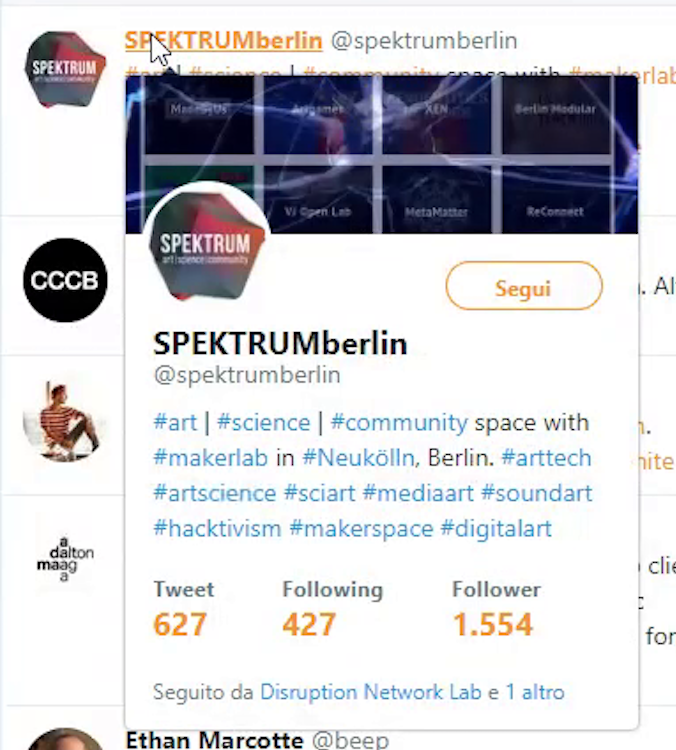 SPEKTRUMberlin @spektrumberlin
SPEKTRUM
art|science|community
#art | #science | #community space with #makerlab
Berlin Modular
XEN
VJ Open Lab
MetaMatter
ReConnect
SPEKTRUM
art|science|community
Segui
CCCB
. Al
SPEKTRUMberlin
@spektrumberlin
#art | #science | #community space with
#makerlab in #Neukölln, Berlin. #arttech
#artscience #sciart #mediaart #soundart
#hacktivism #makerspace #digitalart
a
dalton
maag
a
clie
for
Tweet
Following
Follower
627
427
1.554
Seguito da Disruption Network Lab e 1 altro
Ethan Marcotte @beep